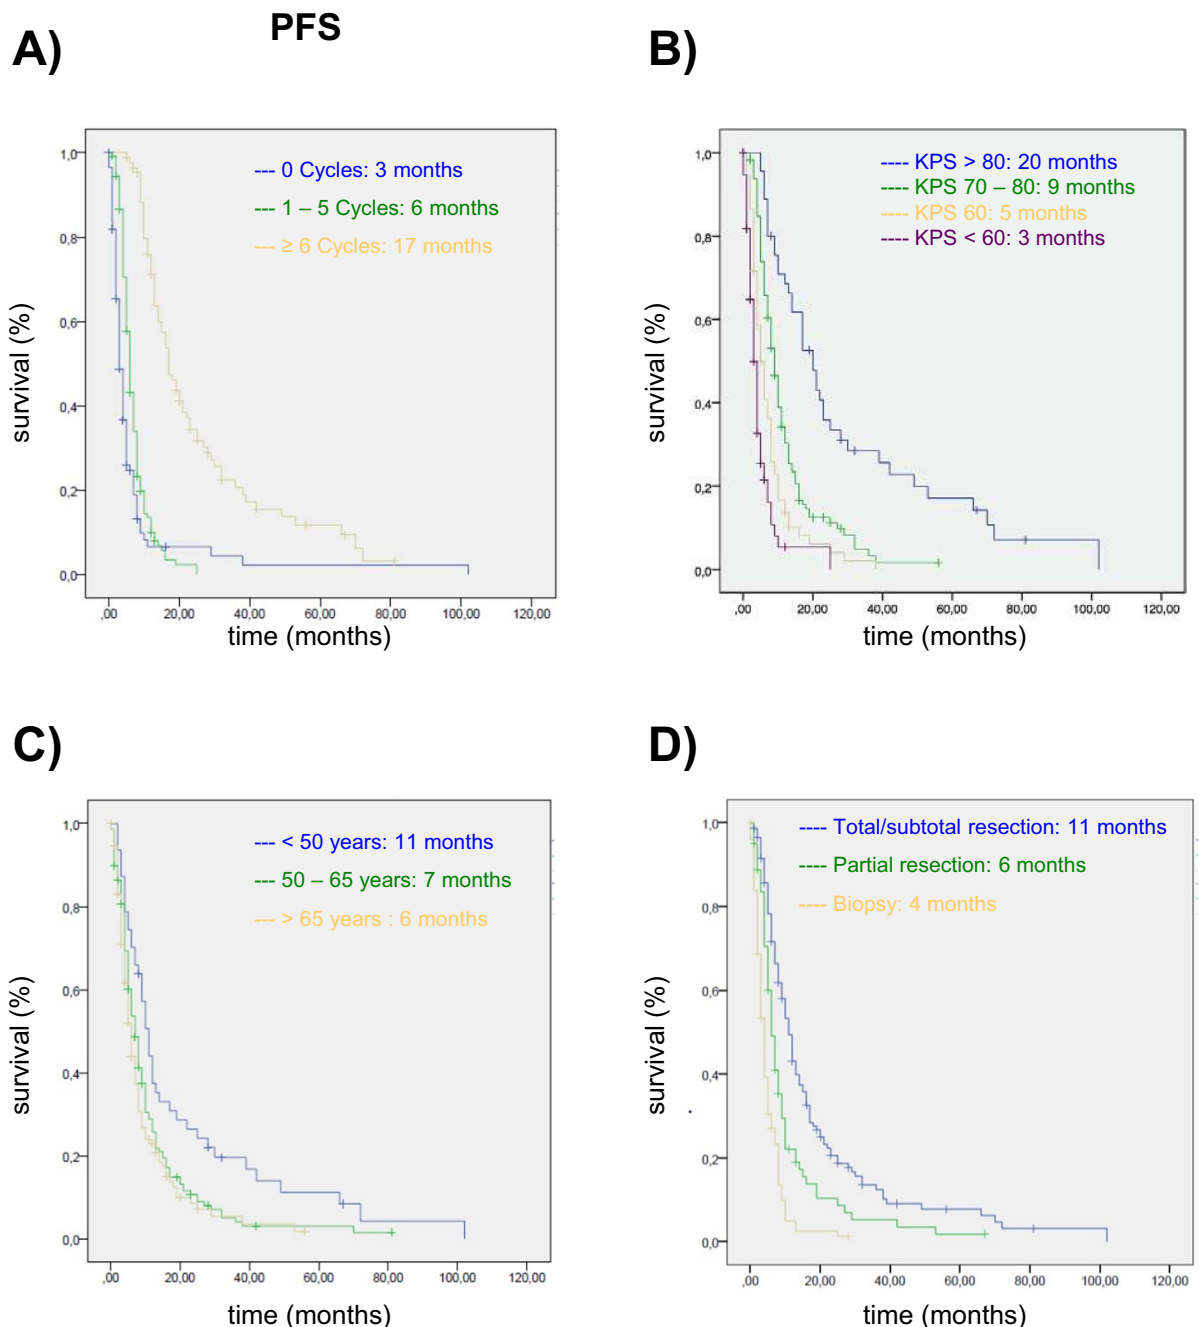 PFS
A)
--- 0 Cycles: 3 months
--- 1 – 5 Cycles: 6 months
--- ≥ 6 Cycles: 17 months
1,0
0,8
0,6
0,4
0,2
0,0
survival (%)
,00 20,00 40,00 60,00 80,00 100,00 120,00
time (months)
B)
---- KPS > 80: 20 months
---- KPS 70 – 80: 9 months
---- KPS 60: 5 months
---- KPS < 60: 3 months
1,0
0,8
0,6
0,4
0,2
0,0
survival (%)
,00 20,00 40,00 60,00 80,00 100,00 120,00
time (months)
C)
--- < 50 years: 11 months
--- 50 – 65 years: 7 months
--- > 65 years : 6 months
1,0
0,8
0,6
0,4
0,2
0,0
survival (%)
,00 20,00 40,00 60,00 80,00 100,00 120,00
time (months)
D)
---- Total/subtotal resection: 11 months
---- Partial resection: 6 months
---- Biopsy: 4 months
1,0
0,8
0,6
0,4
0,2
0,0
survival (%)
,00 20,00 40,00 60,00 80,00 100,00 120,00
time (months)